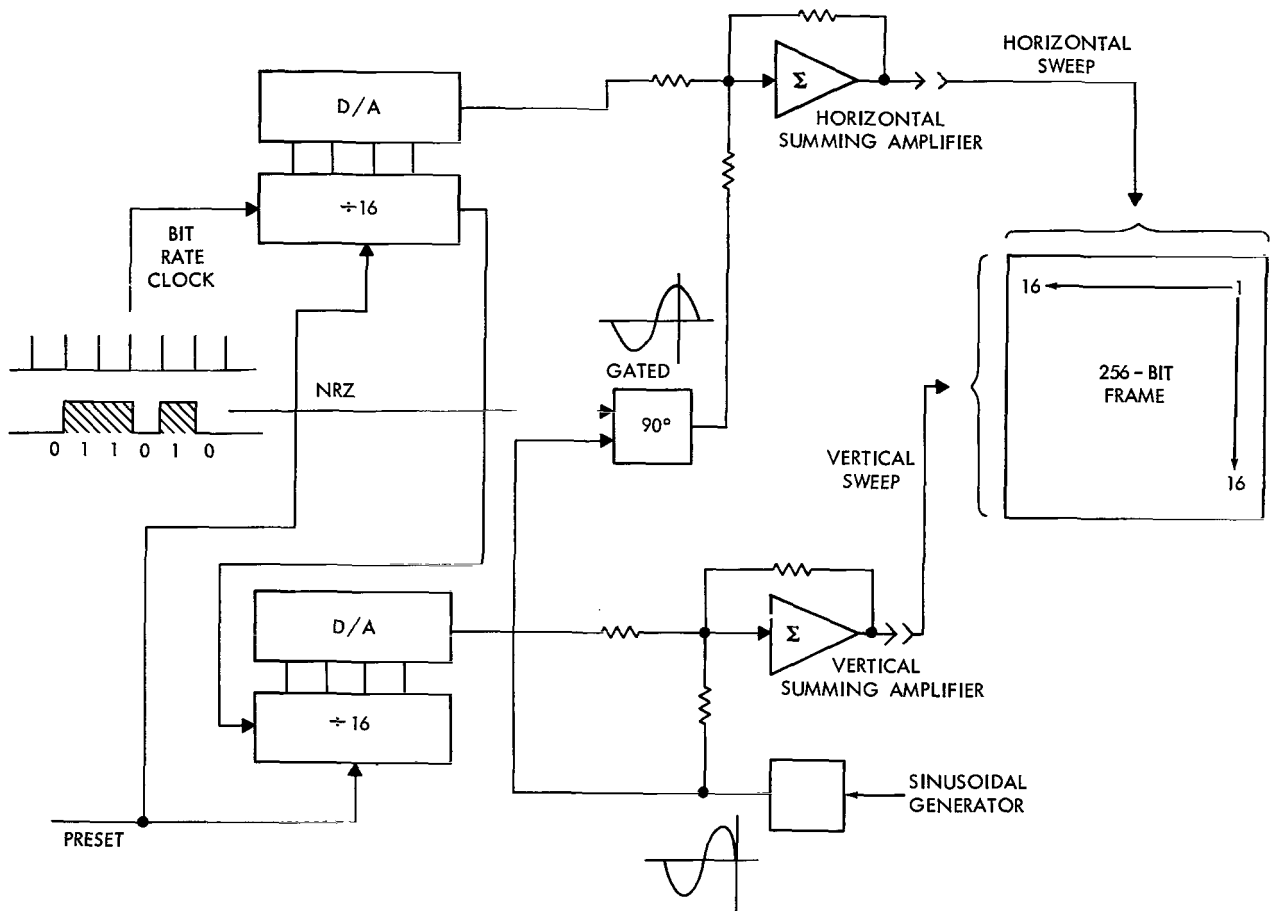 HORIZONTAL
SWEEP
D/A
Σ
HORIZONTAL
SUMMING AMPLIFIER
÷16
BIT
RATE
CLOCK
GATED
NRZ
90°
0 1 1 0 1 0
16
1
256-BIT
FRAME
16
VERTICAL
SWEEP
D/A
Σ
VERTICAL
SUMMING AMPLIFIER
÷16
SINUSOIDAL
GENERATOR
PRESET